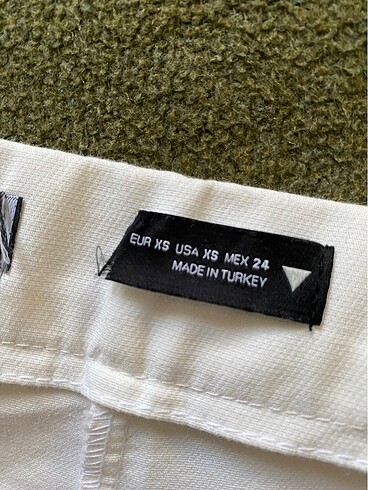 EUR XS USA XS MEX 24
MADE IN TURKEY